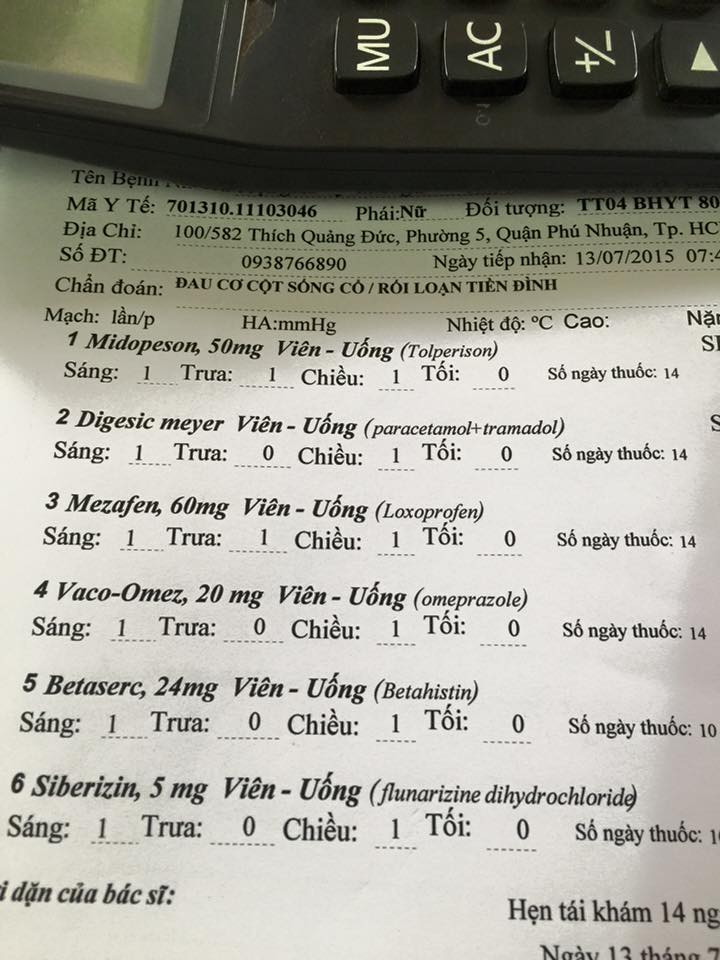 MU AC +/- ▲
Tên Bệnh
Mã Y Tế: 701310.11103046 Phái:Nữ Đối tượng: TT04 BHYT 80
Địa Chỉ: 100/582 Thích Quảng Đức, Phường 5, Quận Phú Nhuận, Tp. HC
Số ĐT: 0938766890 Ngày tiếp nhận: 13/07/2015 07:4
Chẩn đoán: ĐAU CƠ CỘT SỐNG CỔ / RỐI LOẠN TIỀN ĐÌNH
Mạch: lần/p HA:mmHg Nhiệt độ: ºC Cao: Nặ
1 Midopeson, 50mg Viên - Uống (Tolperison)
Sáng: 1 Trưa: 1 Chiều: 1 Tối: 0 Số ngày thuốc: 14
2 Digesic meyer Viên - Uống (paracetamol+tramadol) S
Sáng: 1 Trưa: 0 Chiều: 1 Tối: 0 Số ngày thuốc: 14
3 Mezafen, 60mg Viên - Uống (Loxoprofen)
Sáng: 1 Trưa: 1 Chiều: 1 Tối: 0 Số ngày thuốc: 14
4 Vaco-Omez, 20 mg Viên - Uống (omeprazole)
Sáng: 1 Trưa: 0 Chiều: 1 Tối: 0 Số ngày thuốc: 14
5 Betaserc, 24mg Viên - Uống (Betahistin)
Sáng: 1 Trưa: 0 Chiều: 1 Tối: 0 Số ngày thuốc: 10
6 Siberizin, 5 mg Viên - Uống (flunarizine dihydrochloride)
Sáng: 1 Trưa: 0 Chiều: 1 Tối: 0 Số ngày thuốc: 1
i dặn của bác sĩ:
Hẹn tái khám 14 ng
Ngày 13 tháng 7